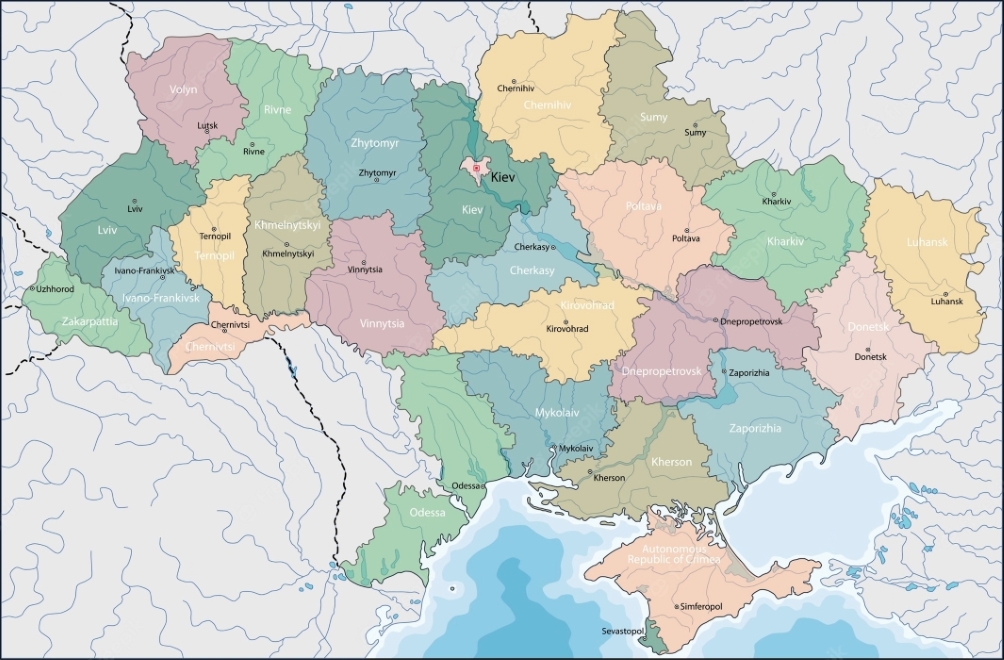 Volyn
Lutsk
Rivne
Rivne
Zhytomyr
Zhytomyr
Kiev
Kiev
Chernihiv
Chernihiv
Sumy
Sumy
Lviv
Lviv
Ternopil
Ternopil
Khmelnytskyi
Khmelnytskyi
Vinnytsia
Vinnytsia
Cherkasy
Cherkasy
Poltava
Poltava
Kharkiv
Kharkiv
Luhansk
Luhansk
Uzhhorod
Zakarpattia
Ivano-Frankivsk
Ivano-Frankivsk
Chernivtsi
Chernivtsi
Kirovohrad
Kirovohrad
Dnepropetrovsk
Dnepropetrovsk
Donetsk
Donetsk
Zaporizhia
Zaporizhia
Mykolaiv
Mykolaiv
Kherson
Kherson
Odessa
Odessa
Autonomous
Republic of Crimea
Simferopol
Sevastopol